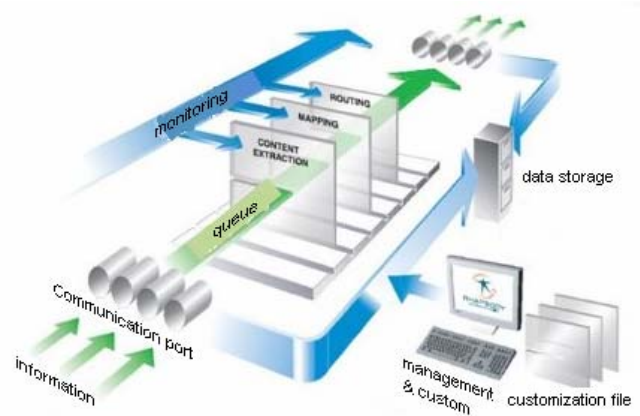 monitoring
ROUTING
MAPPING
CONTENT
EXTRACTION
queue
data storage
Communication port
information
management
& custom
customization file